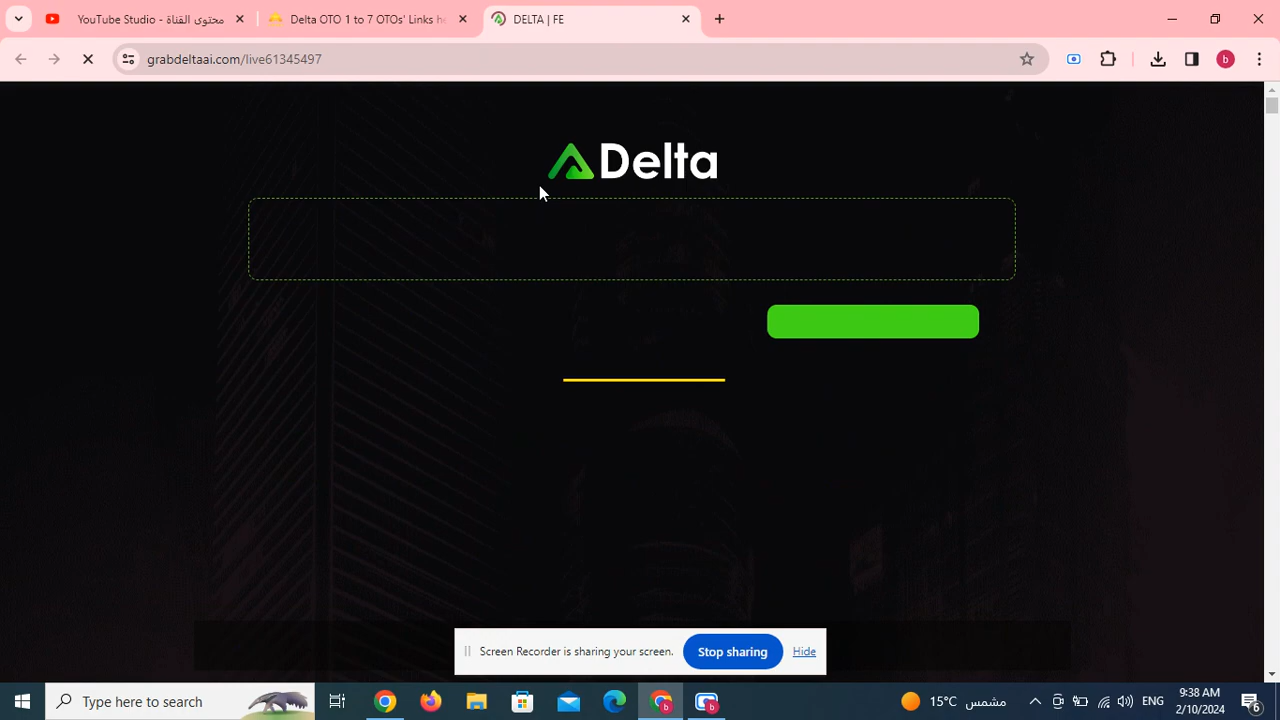 محتوى القناة - YouTube Studio
Delta OTO 1 to 7 OTOs' Links he
DELTA | FE
grabdeltaai.com/live61345497
b
Delta
Screen Recorder is sharing your screen.
Stop sharing
Hide
Type here to search
b
b
15°C مشمس
ENG
9:38 AM
2/10/2024
6